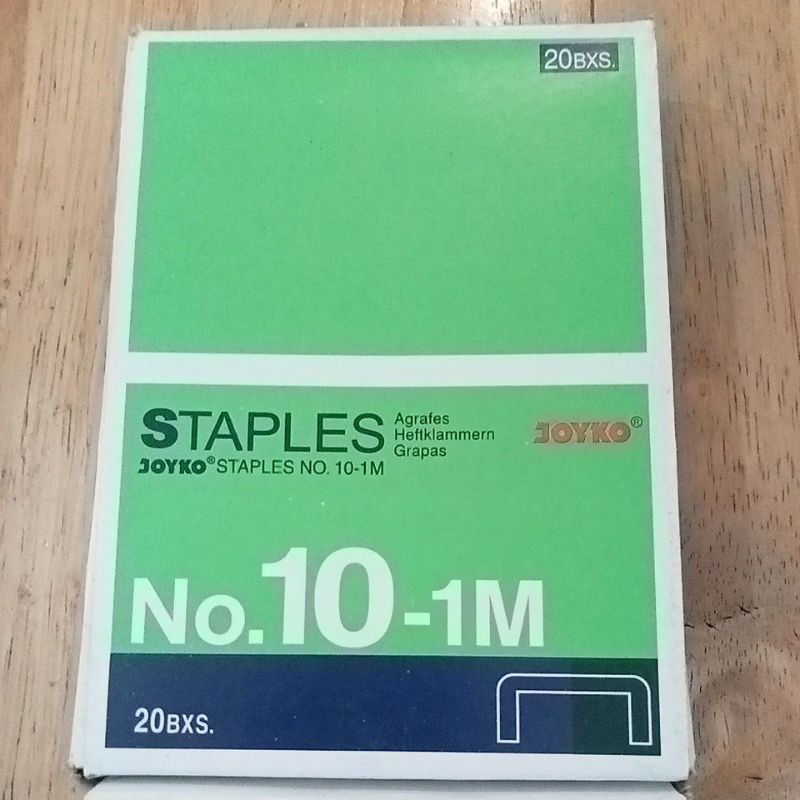 20BXS.
STAPLES
Agrafes
Heftklammern
Grapas
JOYKO®
JOYKO® STAPLES NO. 10-1M
No.10-1M
20BXS.